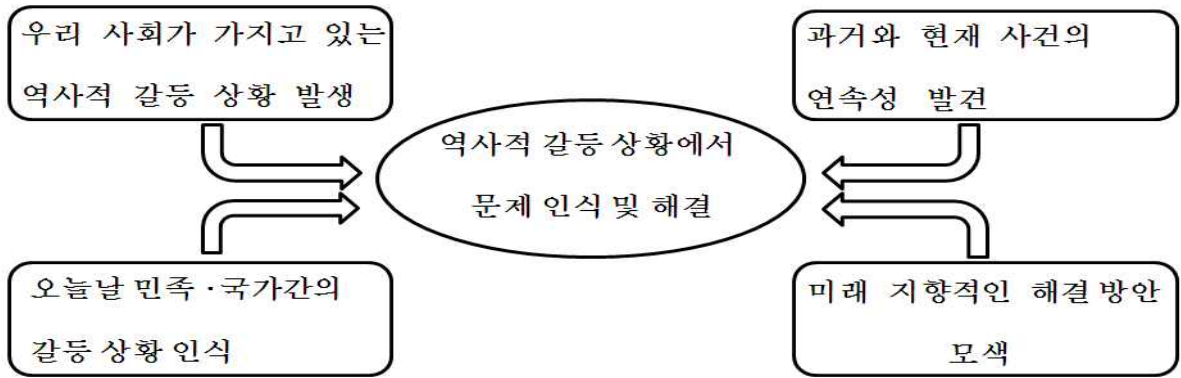 우리 사회가 가지고 있는
역사적 갈등 상황 발생
과거와 현재 사건의
연속성 발견
역사적 갈등 상황에서
문제 인식 및 해결
오늘날 민족·국가간의
갈등 상황 인식
미래 지향적인 해결 방안
모색